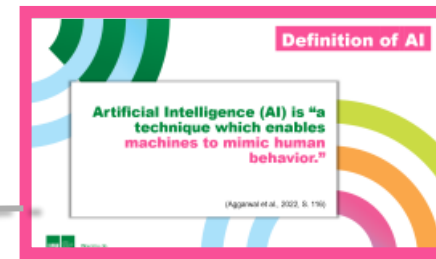 Definition of AI
Artificial Intelligence (AI) is “a
technique which enables
machines to mimic human
behavior.”
(Aggarwal et al., 2022, S. 116)